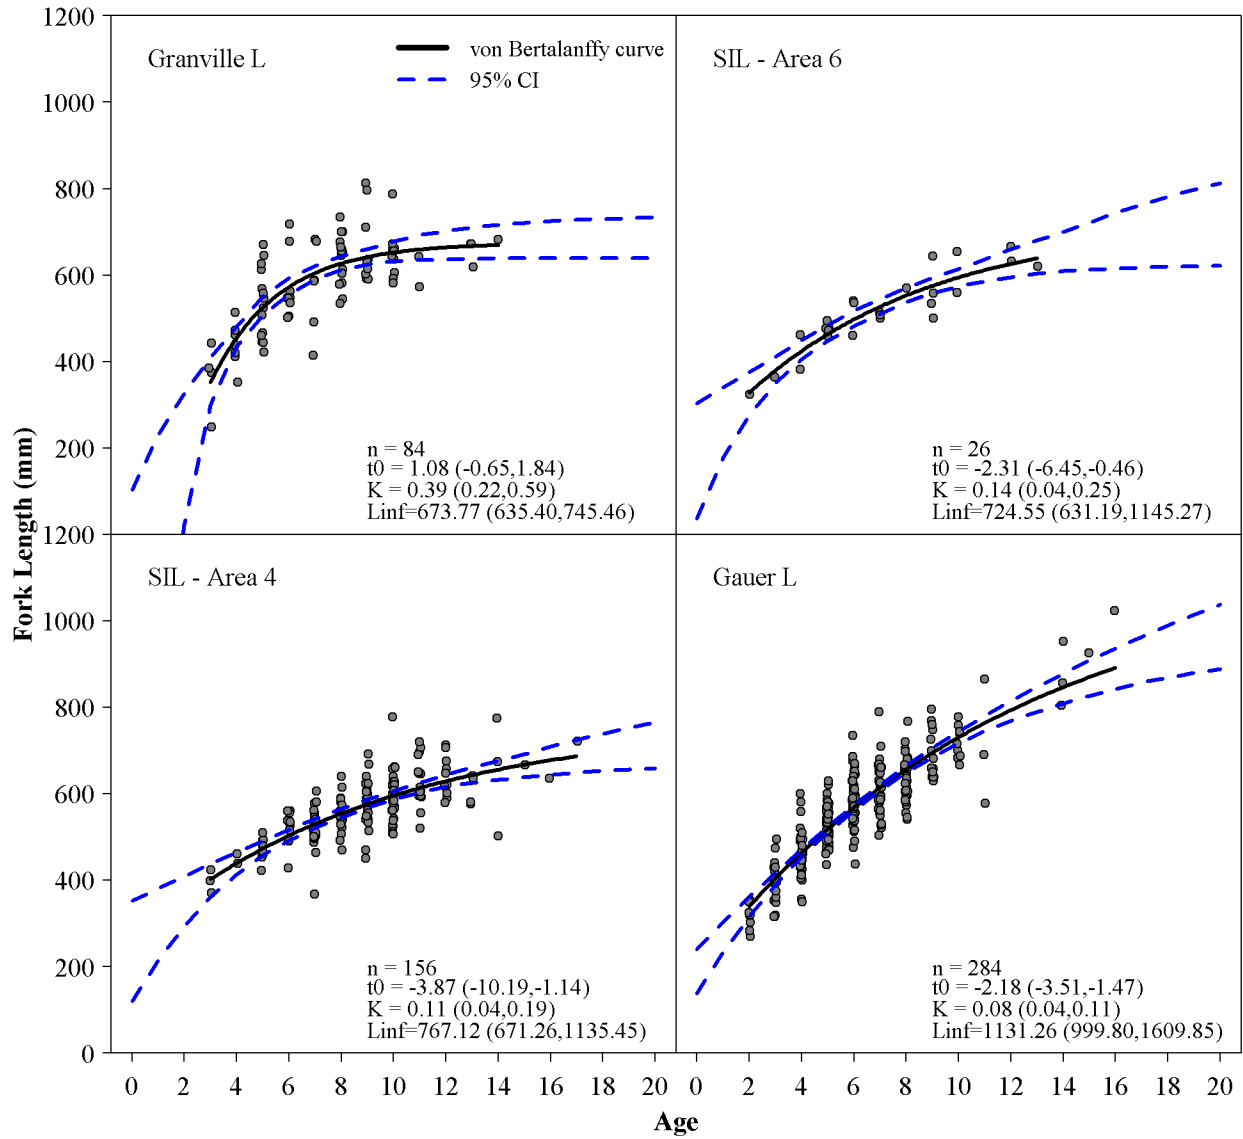 1200
1000
800
600
400
200
Granville L
von Bertalanffy curve
95% CI
n = 84
t0 = 1.08 (-0.65,1.84)
K = 0.39 (0.22,0.59)
Linf=673.77 (635.40,745.46)
SIL - Area 6
n = 26
t0 = -2.31 (-6.45,-0.46)
K = 0.14 (0.04,0.25)
Linf=724.55 (631.19,1145.27)
Fork Length (mm)
1200
1000
800
600
400
200
0
SIL - Area 4
n = 156
t0 = -3.87 (-10.19,-1.14)
K = 0.11 (0.04,0.19)
Linf=767.12 (671.26,1135.45)
Gauer L
n = 284
t0 = -2.18 (-3.51,-1.47)
K = 0.08 (0.04,0.11)
Linf=1131.26 (999.80,1609.85)
0 2 4 6 8 10 12 14 16 18 20
0 2 4 6 8 10 12 14 16 18 20
Age